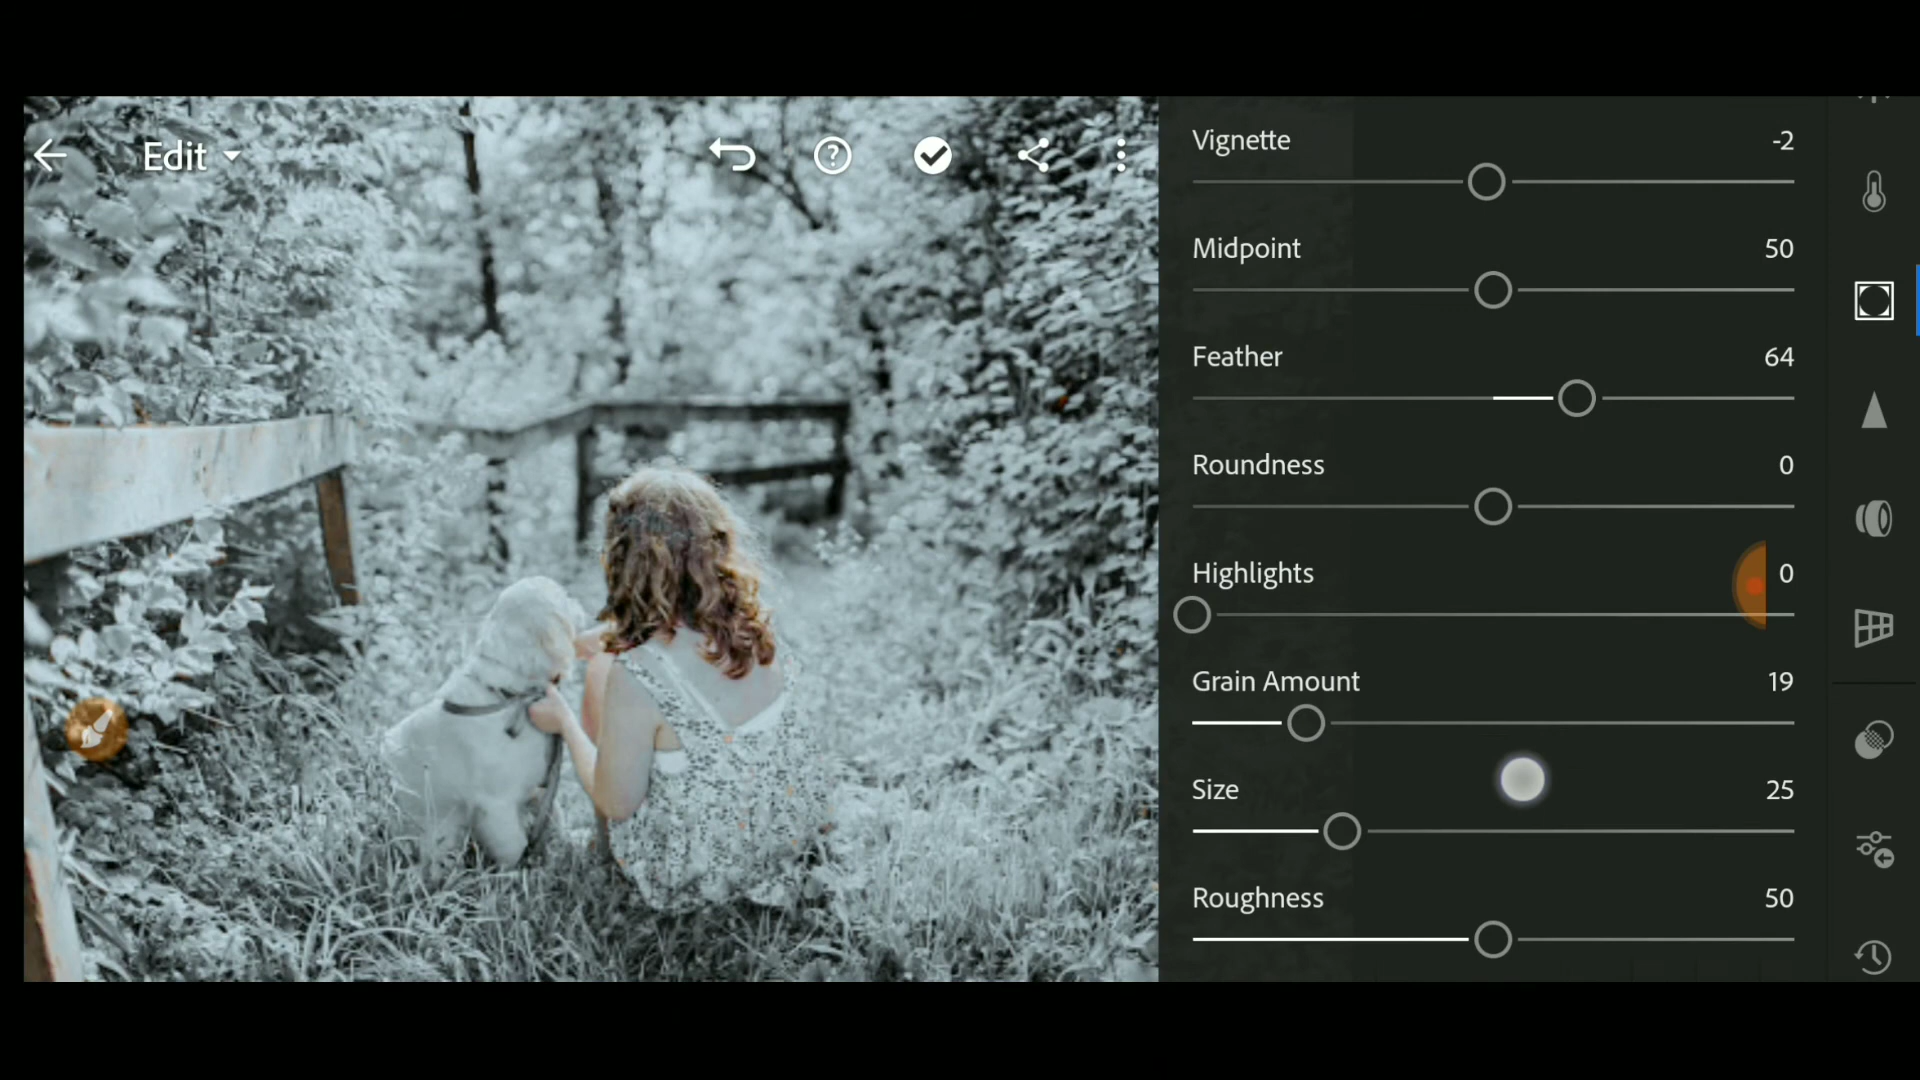 Edit
Vignette -2
Midpoint 50
Feather 64
Roundness 0
Highlights 0
Grain Amount 19
Size 25
Roughness 50